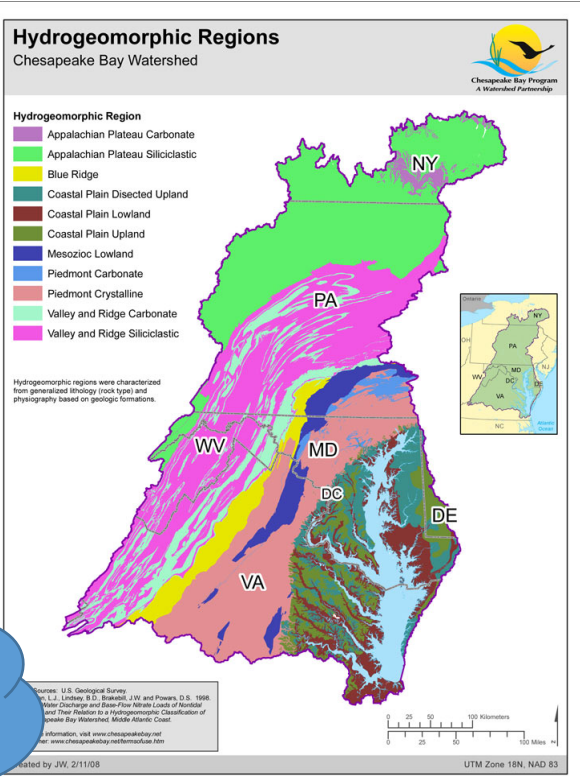 Hydrogeomorphic Regions
Chesapeake Bay Watershed
Chesapeake Bay Program
A Watershed Partnership
Hydrogeomorphic Region
Appalachian Plateau Carbonate
Appalachian Plateau Siliciclastic
Blue Ridge
Coastal Plain Disected Upland
Coastal Plain Lowland
Coastal Plain Upland
Mesozioc Lowland
Piedmont Carbonate
Piedmont Crystalline
Valley and Ridge Carbonate
Valley and Ridge Siliciclastic
Hydrogeomorphic regions were characterized
from generalized lithology (rock type) and
physiography based on geologic formations.
NY
PA
WV
MD
DC
DE
VA
Ontario
NY
OH
PA
NJ
MD
WV
DC
DE
VA
NC
Atlantic
Ocean
Sources: U.S. Geological Survey.
L.J., Lindsey, B.D., Brakebill, J.W. and Powars, D.S. 1998.
Water Discharge and Base-Flow Nitrate Loads of Nontidal
and Their Relation to a Hydrogeomorphic Classification of
Bay Watershed, Middle Atlantic Coast.
information, visit www.chesapeakebay.net
www.chesapeakebay.net/termsofuse.htm
0 25 50 100 Kilometers
0 25 50 100 Miles
N
by JW, 2/11/08
UTM Zone 18N, NAD 83